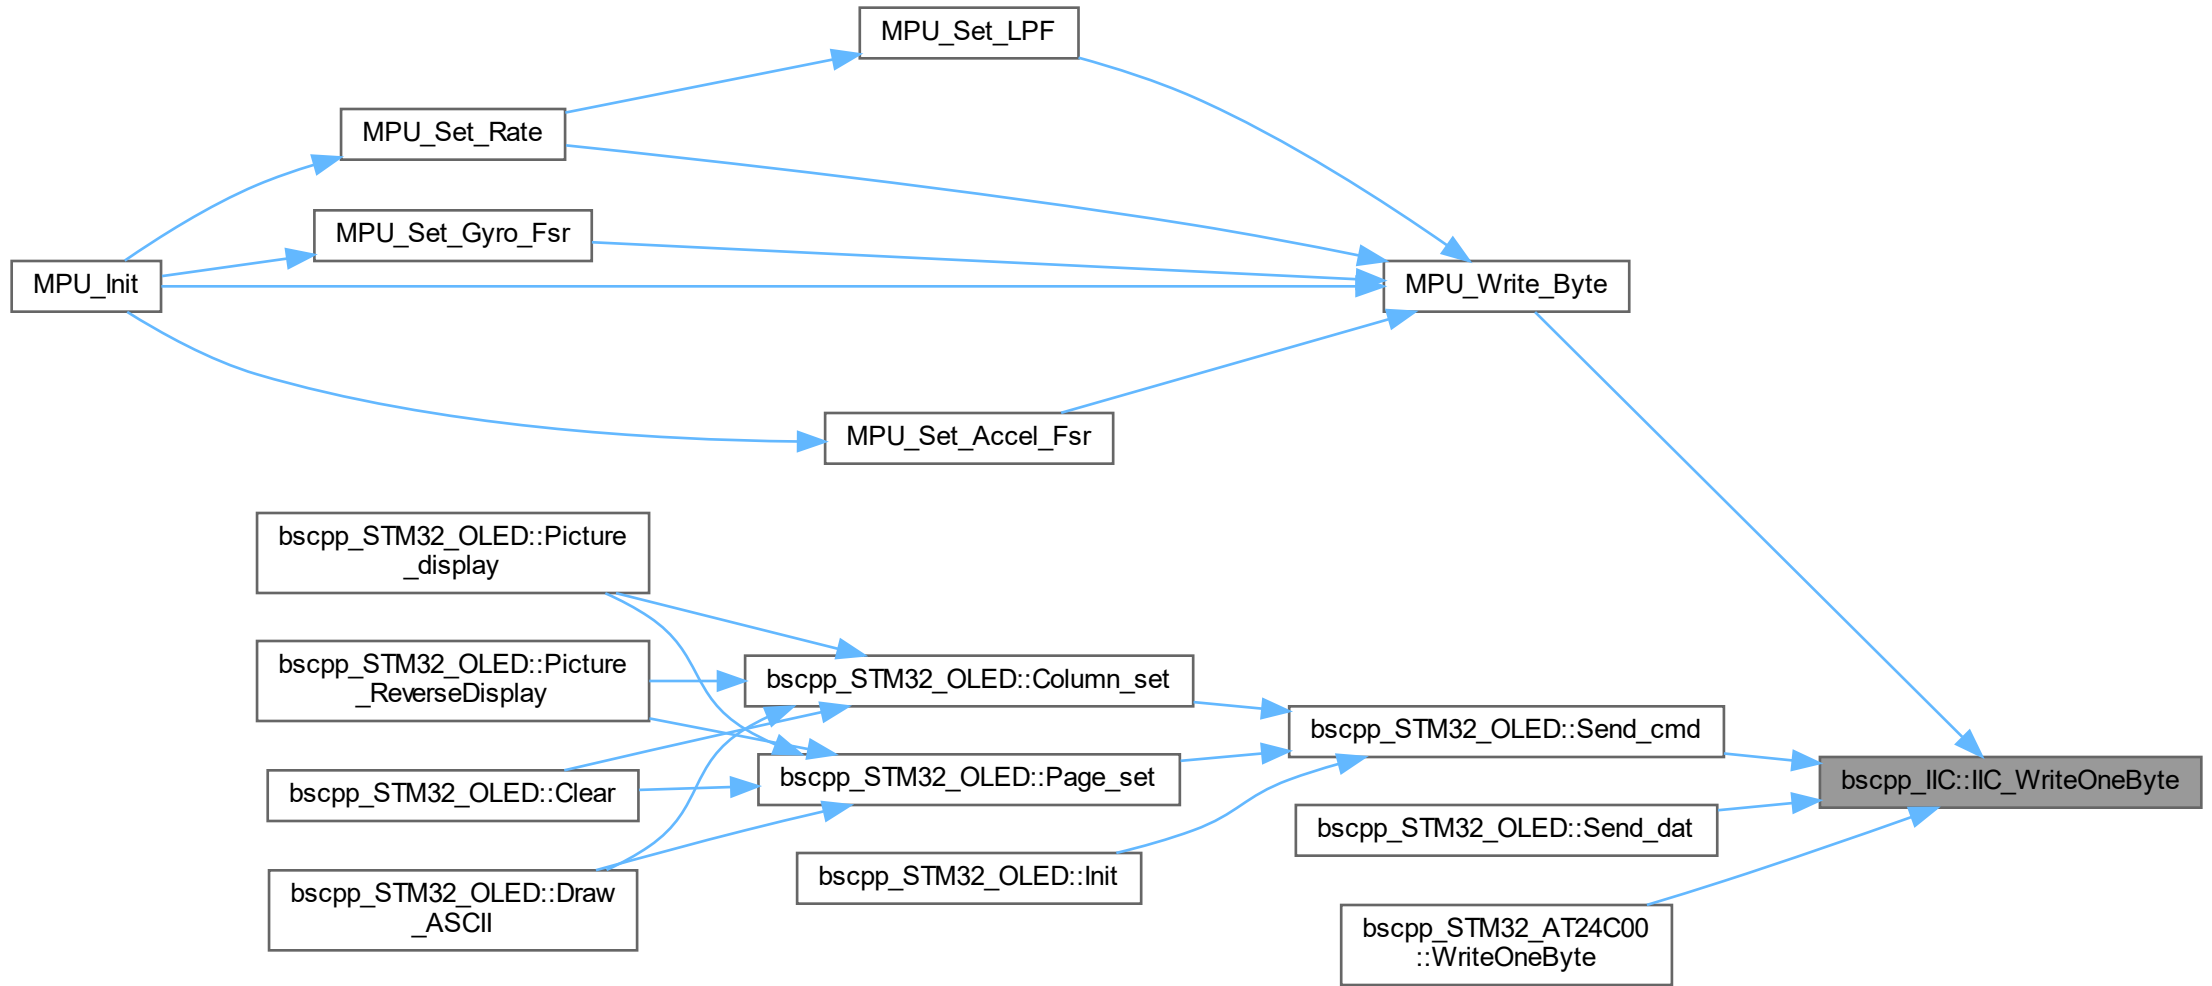 MPU_Set_LPF
MPU_Set_Rate
MPU_Set_Gyro_Fsr
MPU_Init
MPU_Write_Byte
MPU_Set_Accel_Fsr
bscpp_STM32_OLED::Picture
_display
bscpp_STM32_OLED::Picture
_ReverseDisplay
bscpp_STM32_OLED::Column_set
bscpp_STM32_OLED::Send_cmd
bscpp_STM32_OLED::Page_set
bscpp_IIC::IIC_WriteOneByte
bscpp_STM32_OLED::Clear
bscpp_STM32_OLED::Send_dat
bscpp_STM32_OLED::Init
bscpp_STM32_OLED::Draw
_ASCII
bscpp_STM32_AT24C00
::WriteOneByte